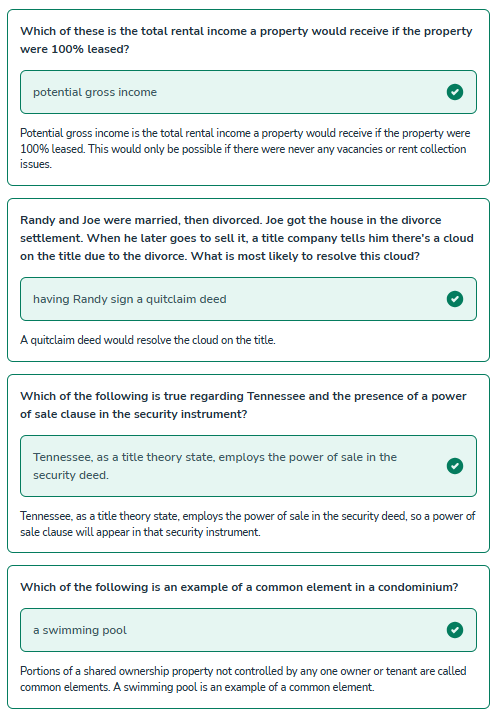 Which of these is the total rental income a property would receive if the property
were 100% leased?
potential gross income
Potential gross income is the total rental income a property would receive if the property were
100% leased. This would only be possible if there were never any vacancies or rent collection
issues.
Randy and Joe were married, then divorced. Joe got the house in the divorce
settlement. When he later goes to sell it, a title company tells him there's a cloud
on the title due to the divorce. What is most likely to resolve this cloud?
having Randy sign a quitclaim deed
A quitclaim deed would resolve the cloud on the title.
Which of the following is true regarding Tennessee and the presence of a power
of sale clause in the security instrument?
Tennessee, as a title theory state, employs the power of sale in the
security deed.
Tennessee, as a title theory state, employs the power of sale in the security deed, so a power of
sale clause will appear in that security instrument.
Which of the following is an example of a common element in a condominium?
a swimming pool
Portions of a shared ownership property not controlled by any one owner or tenant are called
common elements. A swimming pool is an example of a common element.